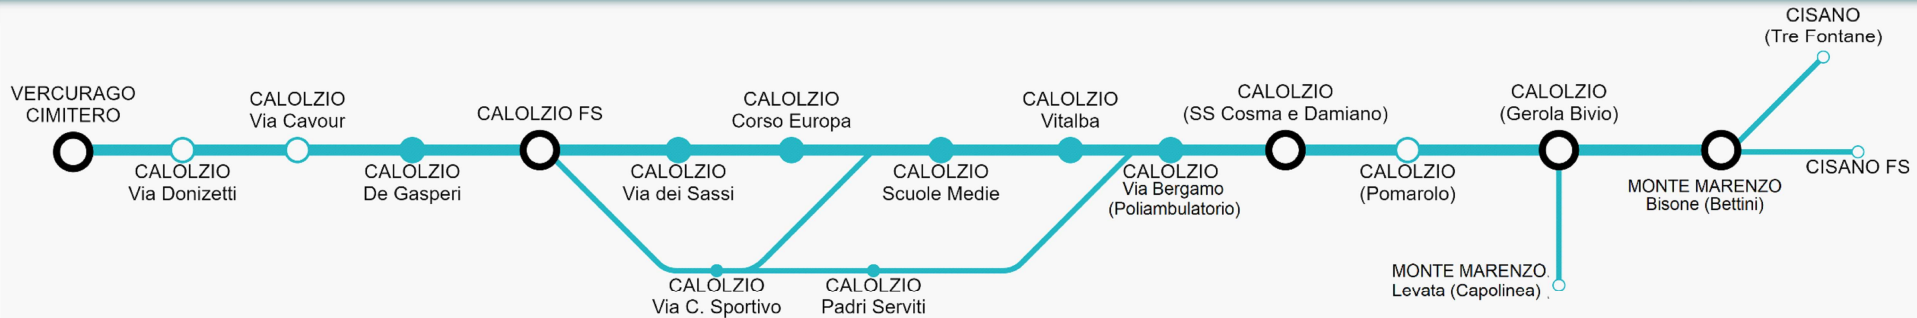 VERCURAGO
CIMITERO
CALOLZIO
Via Donizetti
CALOLZIO
Via Cavour
CALOLZIO
De Gasperi
CALOLZIO FS
CALOLZIO
Via dei Sassi
CALOLZIO
Corso Europa
CALOLZIO
Scuole Medie
CALOLZIO
Vitalba
CALOLZIO
Via Bergamo
(Poliambulatorio)
CALOLZIO
(SS Cosma e Damiano)
CALOLZIO
(Pomarolo)
CALOLZIO
(Gerola Bivio)
MONTE MARENZO
Bisone (Bettini)
CISANO
(Tre Fontane)
CISANO FS
CALOLZIO
Via C. Sportivo
CALOLZIO
Padri Serviti
MONTE MARENZO
Levata (Capolinea)